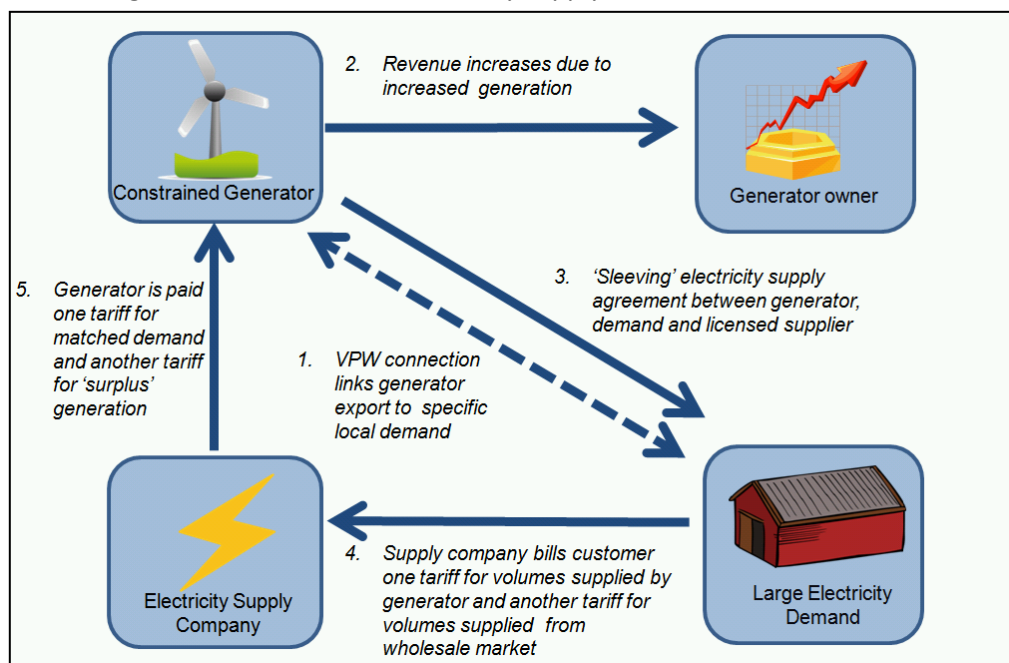 2. Revenue increases due to
increased generation
Constrained Generator
Generator owner
3. ‘Sleeving’ electricity supply
agreement between generator,
demand and licensed supplier
5. Generator is paid
one tariff for
matched demand
and another tariff
for ‘surplus’
generation
1. VPW connection
links generator
export to specific
local demand
4. Supply company bills customer
one tariff for volumes supplied by
generator and another tariff for
volumes supplied from
wholesale market
Electricity Supply
Company
Large Electricity
Demand